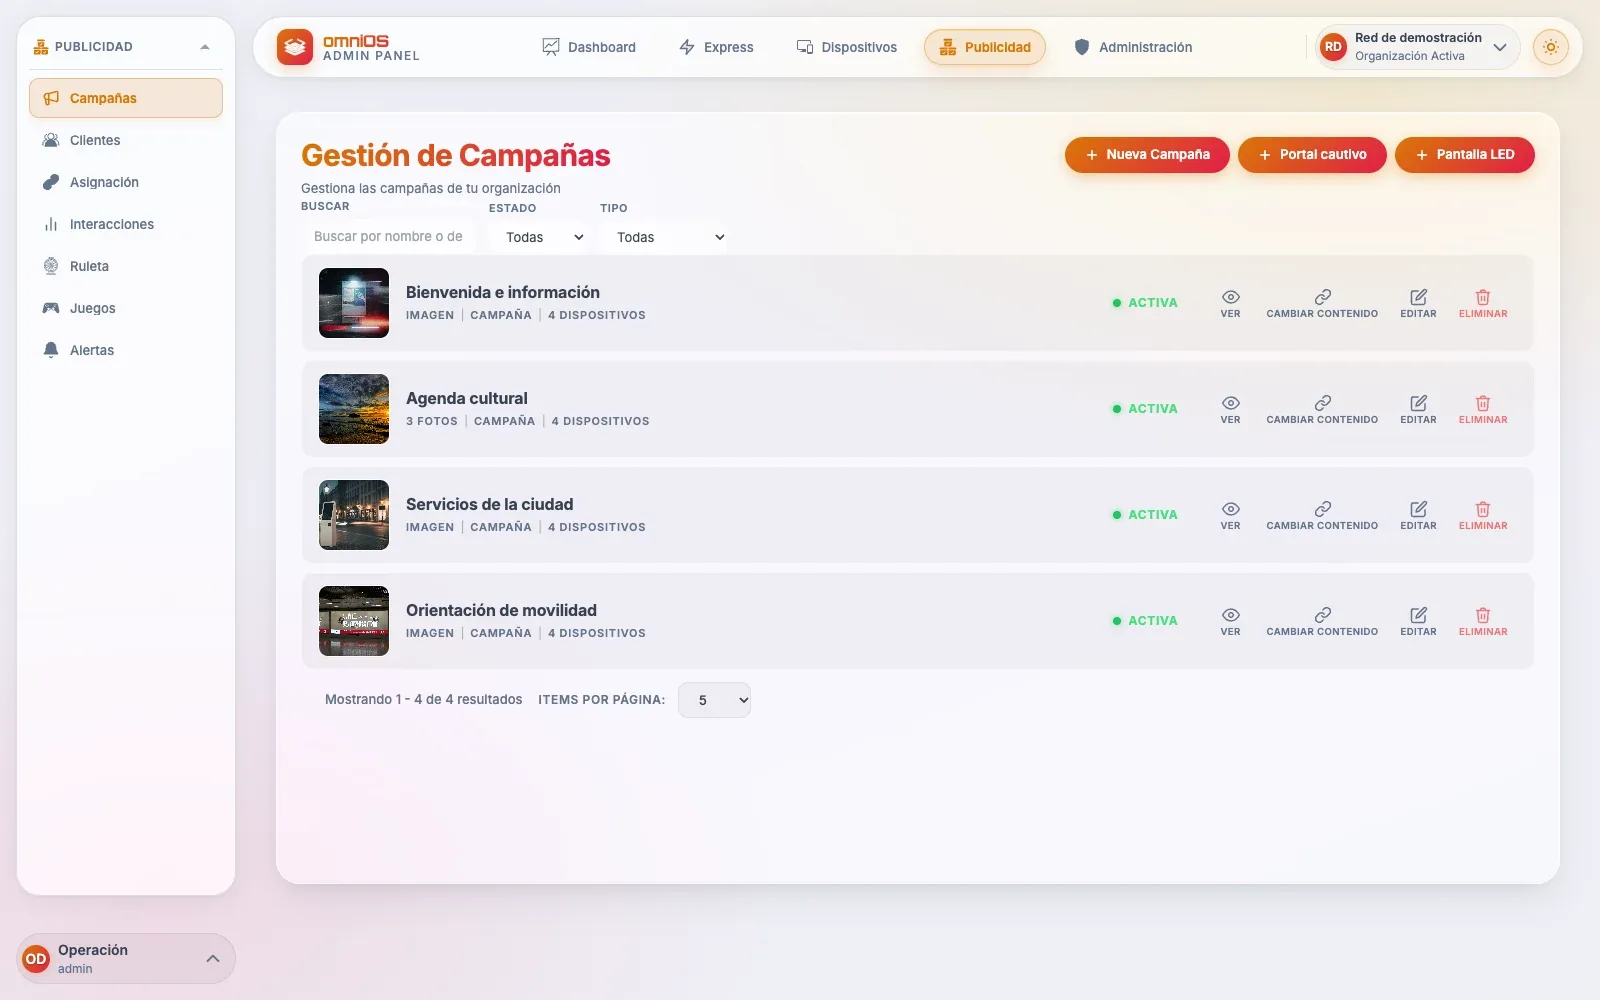 PUBLICIDAD
Campañas
Clientes
Asignación
Interacciones
Ruleta
Juegos
Alertas
OD
Operación
admin
omniOS
ADMIN PANEL
Dashboard
Express
Dispositivos
Publicidad
Administración
RD
Red de demostración
Organización Activa
Gestión de Campañas
Gestiona las campañas de tu organización
+ Nueva Campaña
+ Portal cautivo
+ Pantalla LED
BUSCAR
ESTADO
TIPO
Buscar por nombre o de
Todas
Todas
Bienvenida e información
IMAGEN | CAMPAÑA | 4 DISPOSITIVOS
ACTIVA
VER
CAMBIAR CONTENIDO
EDITAR
ELIMINAR
Agenda cultural
3 FOTOS | CAMPAÑA | 4 DISPOSITIVOS
ACTIVA
VER
CAMBIAR CONTENIDO
EDITAR
ELIMINAR
Servicios de la ciudad
IMAGEN | CAMPAÑA | 4 DISPOSITIVOS
ACTIVA
VER
CAMBIAR CONTENIDO
EDITAR
ELIMINAR
Orientación de movilidad
IMAGEN | CAMPAÑA | 4 DISPOSITIVOS
ACTIVA
VER
CAMBIAR CONTENIDO
EDITAR
ELIMINAR
Mostrando 1 - 4 de 4 resultados
ITEMS POR PÁGINA:
5